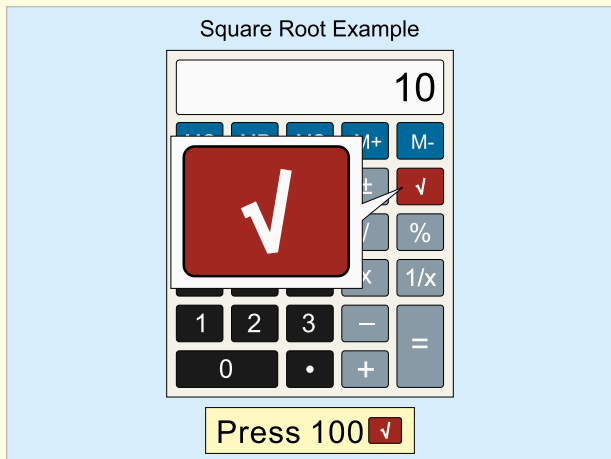 Square Root Example
10
M+ M-
± √
√
/ %
x 1/x
1 2 3 –
=
0 • +
Press 100 √